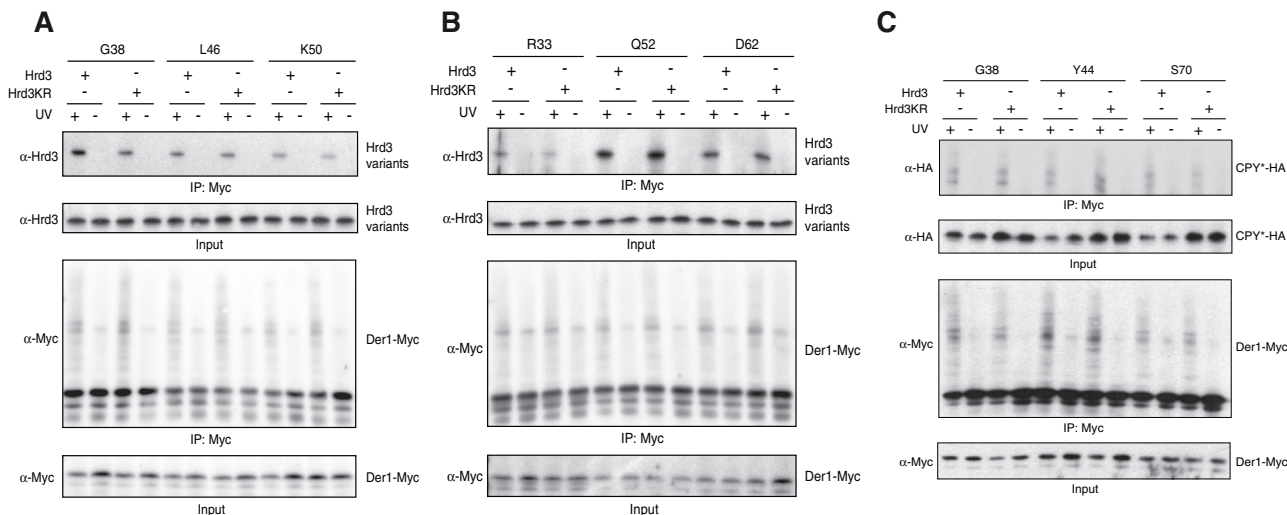 A
G38 L46 K50
Hrd3 + - + - + -
Hrd3KR - + - + - +
UV + - + - + - + - + - + -
α-Hrd3 Hrd3 variants
IP: Myc
α-Hrd3 Hrd3 variants
Input
α-Myc Der1-Myc
IP: Myc
α-Myc Der1-Myc
Input
B
R33 Q52 D62
Hrd3 + - + - + -
Hrd3KR - + - + - +
UV + - + - + - + - + - + -
α-Hrd3 Hrd3 variants
IP: Myc
α-Hrd3 Hrd3 variants
Input
α-Myc Der1-Myc
IP: Myc
α-Myc Der1-Myc
Input
C
G38 Y44 S70
Hrd3 + - + - + -
Hrd3KR - + - + - +
UV + - + - + - + - + - + -
α-HA CPY*-HA
IP: Myc
α-HA CPY*-HA
Input
α-Myc Der1-Myc
IP: Myc
α-Myc Der1-Myc
Input